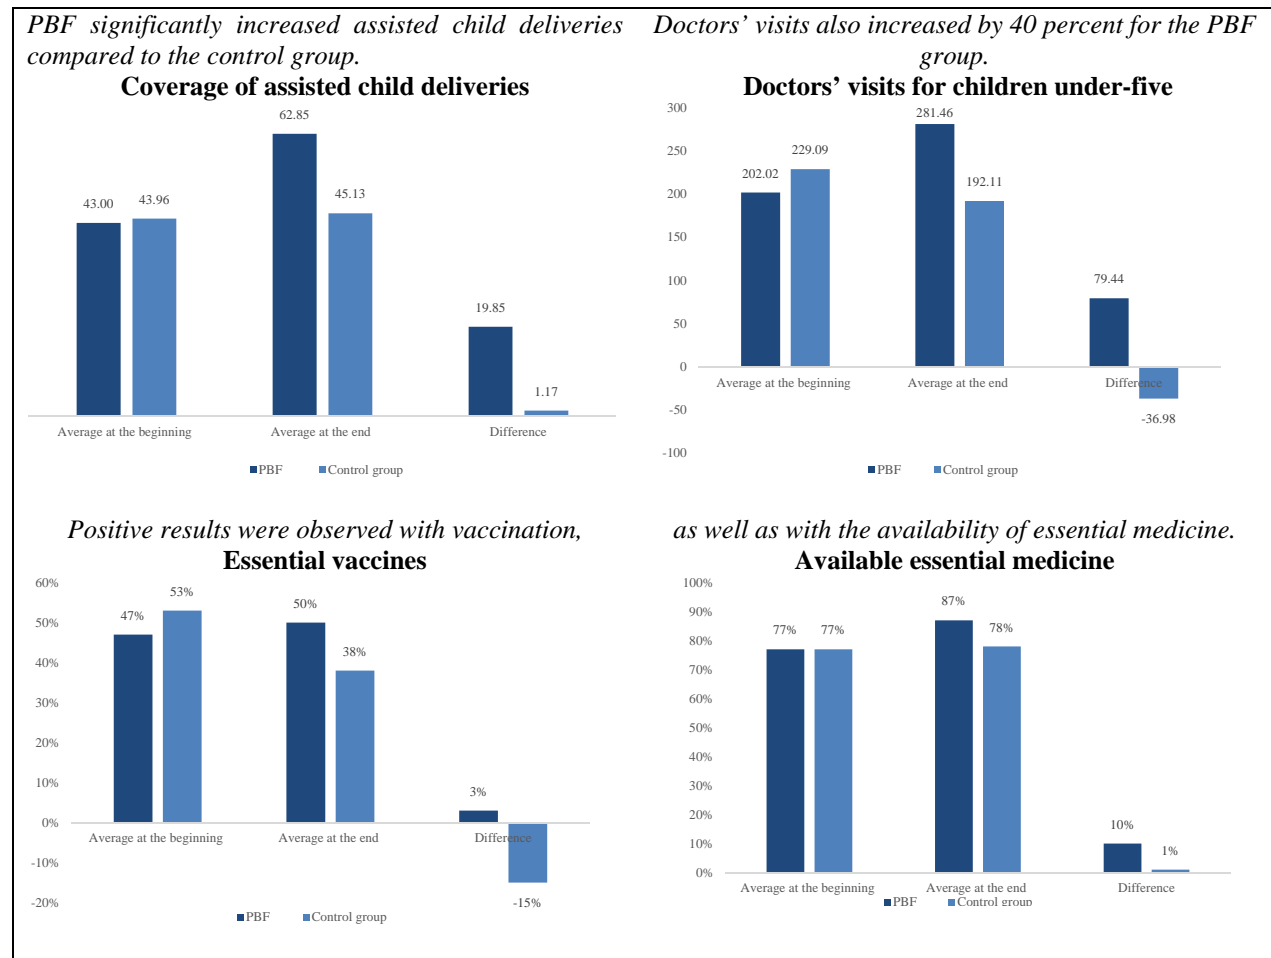 PBF significantly increased assisted child deliveries
compared to the control group.
Coverage of assisted child deliveries
62.85
43.00
43.96
45.13
19.85
1.17
Average at the beginning
Average at the end
Difference
PBF
Control group
Doctors’ visits also increased by 40 percent for the PBF
group.
Doctors’ visits for children under-five
300
250
200
150
100
50
0
-50
-100
202.02
229.09
281.46
192.11
79.44
-36.98
Average at the beginning
Average at the end
Difference
PBF
Control group
Positive results were observed with vaccination,
Essential vaccines
60%
50%
40%
30%
20%
10%
0%
-10%
-20%
47%
53%
50%
38%
3%
-15%
Average at the beginning
Average at the end
Difference
PBF
Control group
as well as with the availability of essential medicine.
Available essential medicine
100%
90%
80%
70%
60%
50%
40%
30%
20%
10%
0%
77%
77%
87%
78%
10%
1%
Average at the beginning
Average at the end
Difference
PBF
Control group